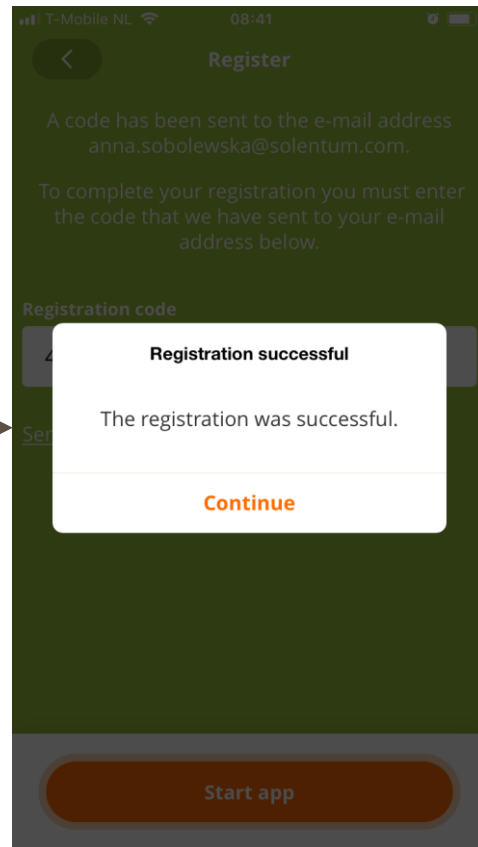 T-Mobile NL 08:41
Register
A code has been sent to the e-mail address
anna.sobolewska@solentum.com.
To complete your registration you must enter
the code that we have sent to your e-mail
address below.
Registration code
4
Registration successful
The registration was successful.
Sen
Continue
Start app